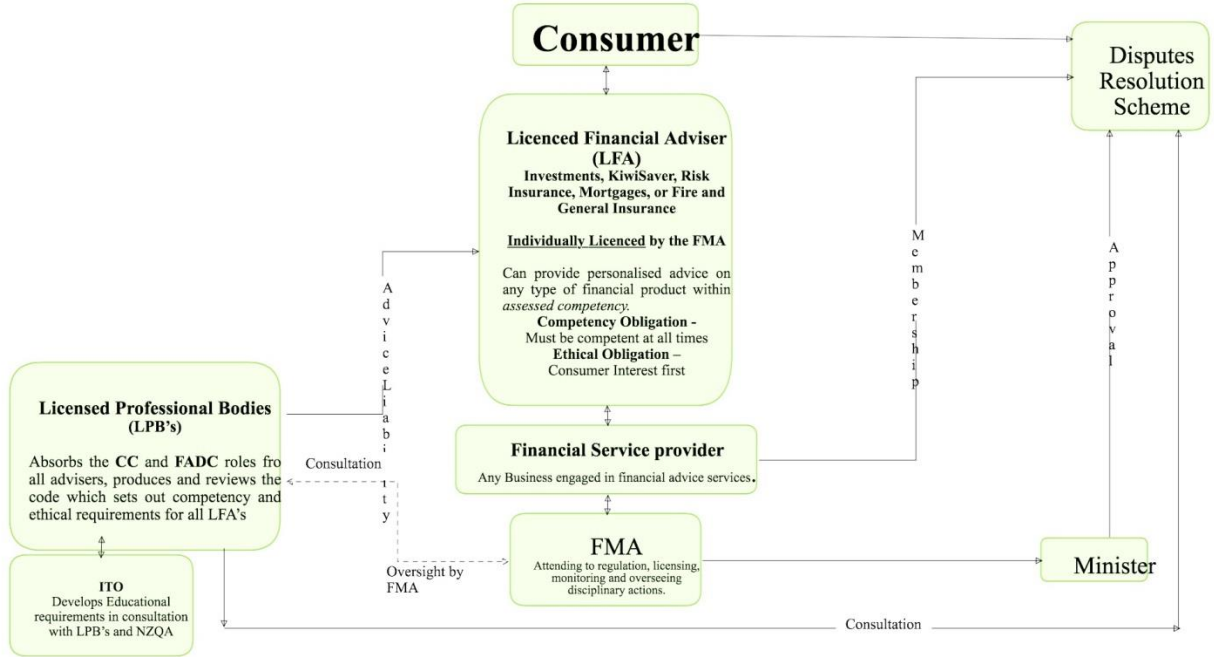 Consumer
Disputes
Resolution
Scheme
Licenced Financial Adviser
(LFA)
Investments, KiwiSaver, Risk
Insurance, Mortgages, or Fire and
General Insurance
Individually Licenced by the FMA
Can provide personalised advice on
any type of financial product within
assessed competency.
Competency Obligation -
Must be competent at all times
Ethical Obligation –
Consumer Interest first
Membership
Approval
Advice Liability
Licensed Professional Bodies
(LPB's)
Absorbs the CC and FADC roles fro
all advisers, produces and reviews the
code which sets out competency and
ethical requirements for all LFA's
Consultation
Financial Service provider
Any Business engaged in financial advice services.
FMA
Attending to regulation, licensing,
monitoring and overseeing
disciplinary actions.
Minister
Oversight by
FMA
ITO
Develops Educational
requirements in consultation
with LPB's and NZQA
Consultation